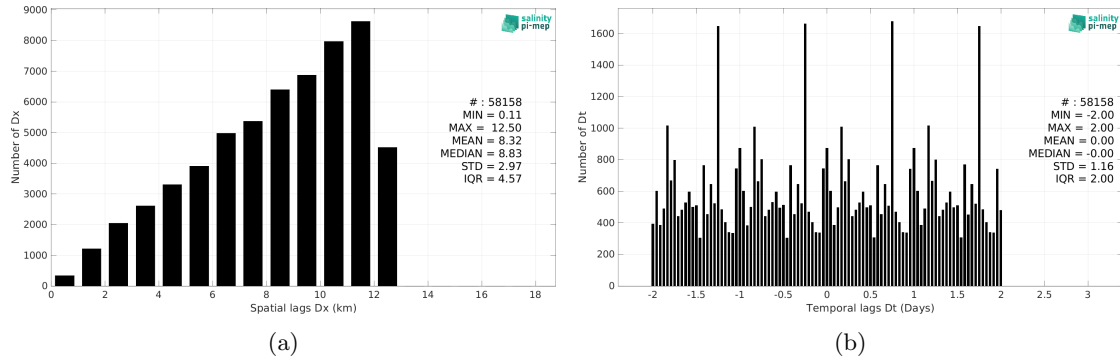 9000
8000
7000
6000
5000
4000
3000
2000
1000
0
Number of Dx
salinity
pi-mep
# : 58158
MIN = 0.11
MAX = 12.50
MEAN = 8.32
MEDIAN = 8.83
STD = 2.97
IQR = 4.57
0 2 4 6 8 10 12 14 16 18
Spatial lags Dx (km)
(a)
1600
1400
1200
1000
800
600
400
200
0
Number of Dt
salinity
pi-mep
# : 58158
MIN = -2.00
MAX = 2.00
MEAN = 0.00
MEDIAN = -0.00
STD = 1.16
IQR = 2.00
-2 -1.5 -1 -0.5 0 0.5 1 1.5 2 2.5 3
Temporal lags Dt (Days)
(b)